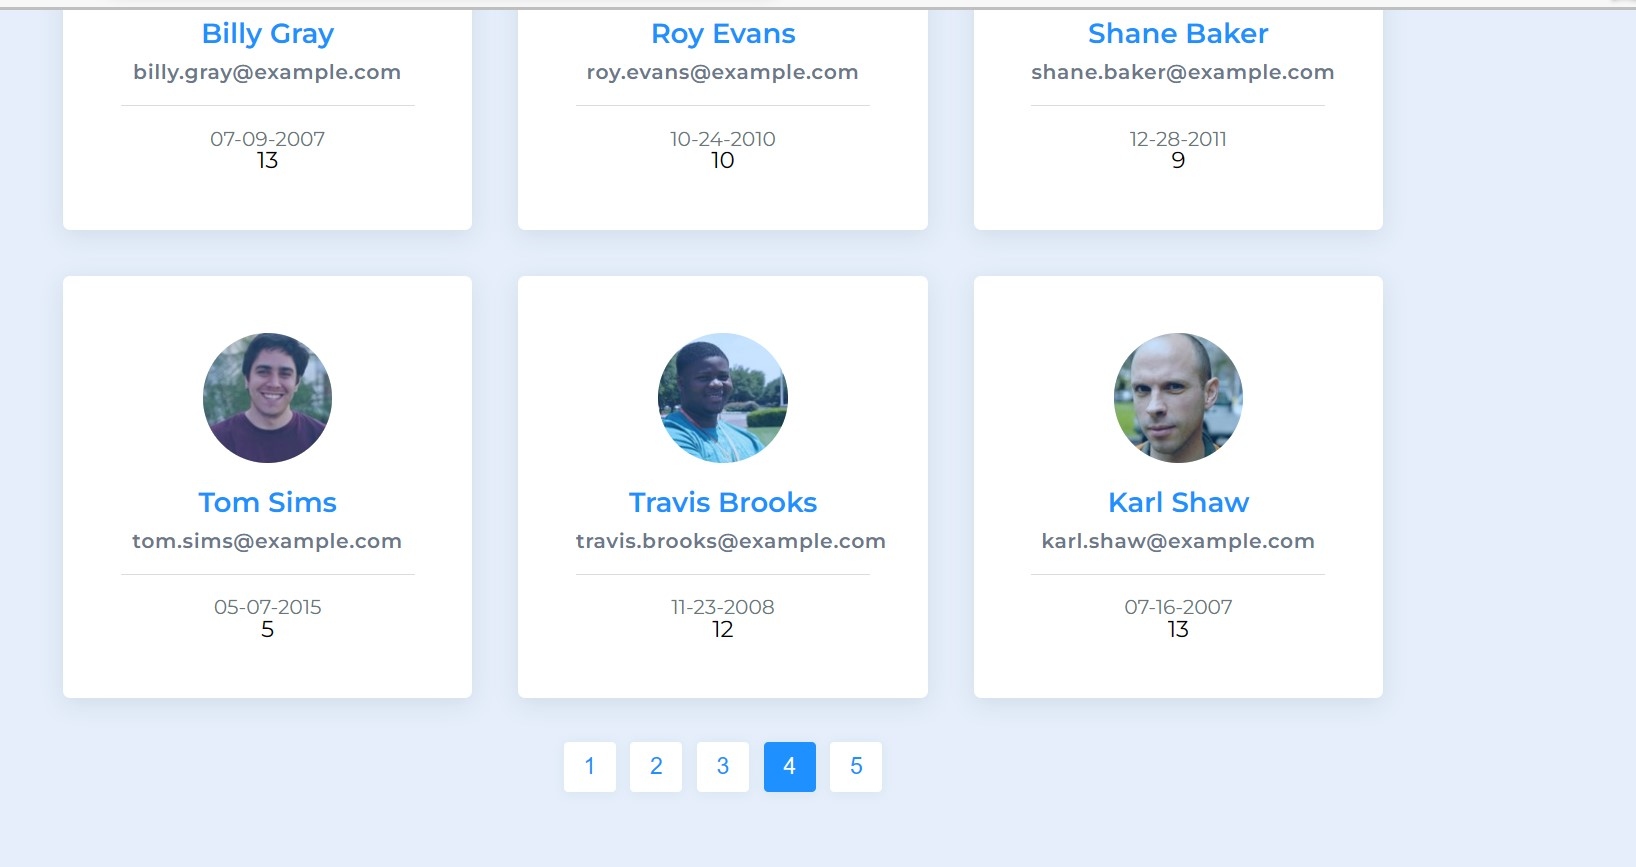 Billy Gray
billy.gray@example.com
07-09-2007
13
Roy Evans
roy.evans@example.com
10-24-2010
10
Shane Baker
shane.baker@example.com
12-28-2011
9
Tom Sims
tom.sims@example.com
05-07-2015
5
Travis Brooks
travis.brooks@example.com
11-23-2008
12
Karl Shaw
karl.shaw@example.com
07-16-2007
13
1 2 3 4 5